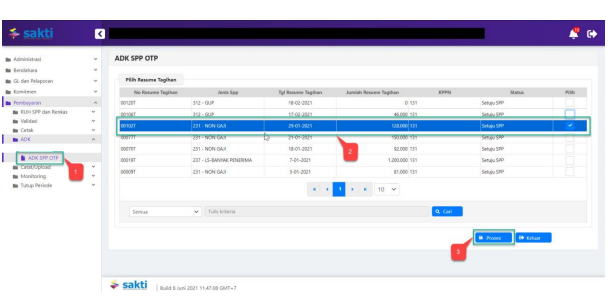 sakti
Administrasi
Bendahara
GL dan Pelaporan
Komitmen
Pembayaran
RUH SPP dan Renkas
Validasi
Cetak
ADK
ADK SPP OTP
Catat/Upload
Monitoring
Tutup Periode
1
ADK SPP OTP
Pilih Resume Tagihan
No Resume Tagihan Jenis Spp Tgl Resume Tagihan Jumlah Resume Tagihan KPPN Status Pilih
00120T 312 - GUP 18-02-2021 0 131 Setuju SPP
00106T 312 - GUP 17-02-2021 46,000 131 Setuju SPP
00102T 231 - NON GAJI 29-01-2021 128,000 131 Setuju SPP
00077T 231 - NON GAJI 21-01-2021 150,000 131 Setuju SPP
00070T 231 - NON GAJI 18-01-2021 92,000 131 Setuju SPP
00019T 237 - LS-BANYAK PENERIMA 7-01-2021 1,200,000 131 Setuju SPP
00009T 231 - NON GAJI 5-01-2021 81,000 131 Setuju SPP
2
1 10
Semua Tulis kriteria Cari
Proses Keluar
3
sakti | Build 8 Juni 2021 11:47:00 GMT+7